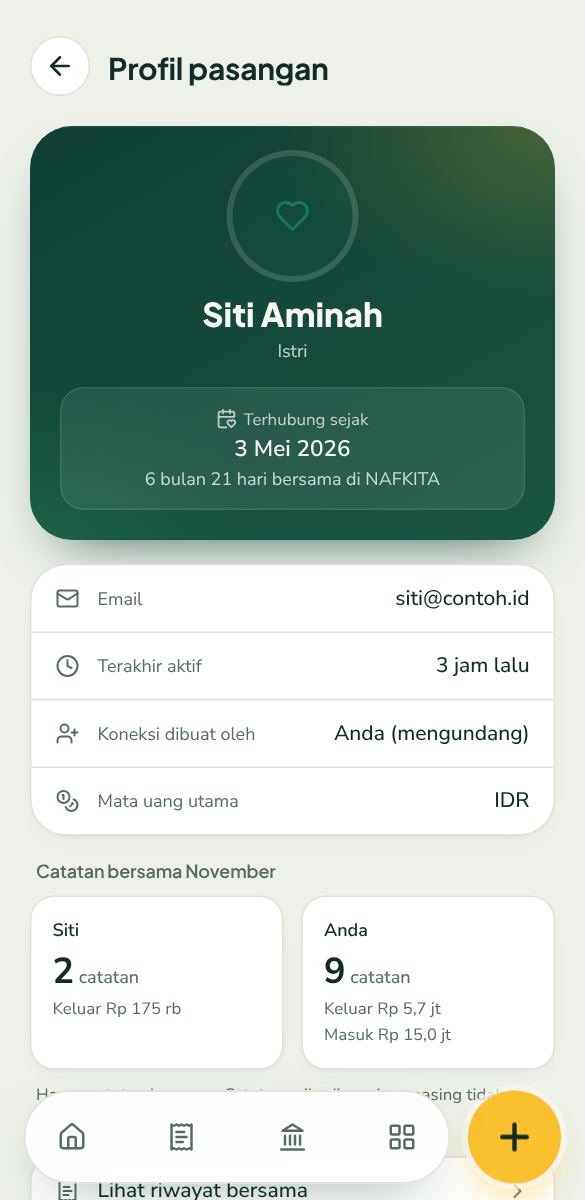 Profil pasangan
Siti Aminah
Istri
Terhubung sejak
3 Mei 2026
6 bulan 21 hari bersama di NAFKITA
Email
siti@contoh.id
Terakhir aktif
3 jam lalu
Koneksi dibuat oleh
Anda (mengundang)
Mata uang utama
IDR
Catatan bersama November
Siti
2 catatan
Keluar Rp 175 rb
Anda
9 catatan
Keluar Rp 5,7 jt
Masuk Rp 15,0 jt
Lihat riwayat bersama